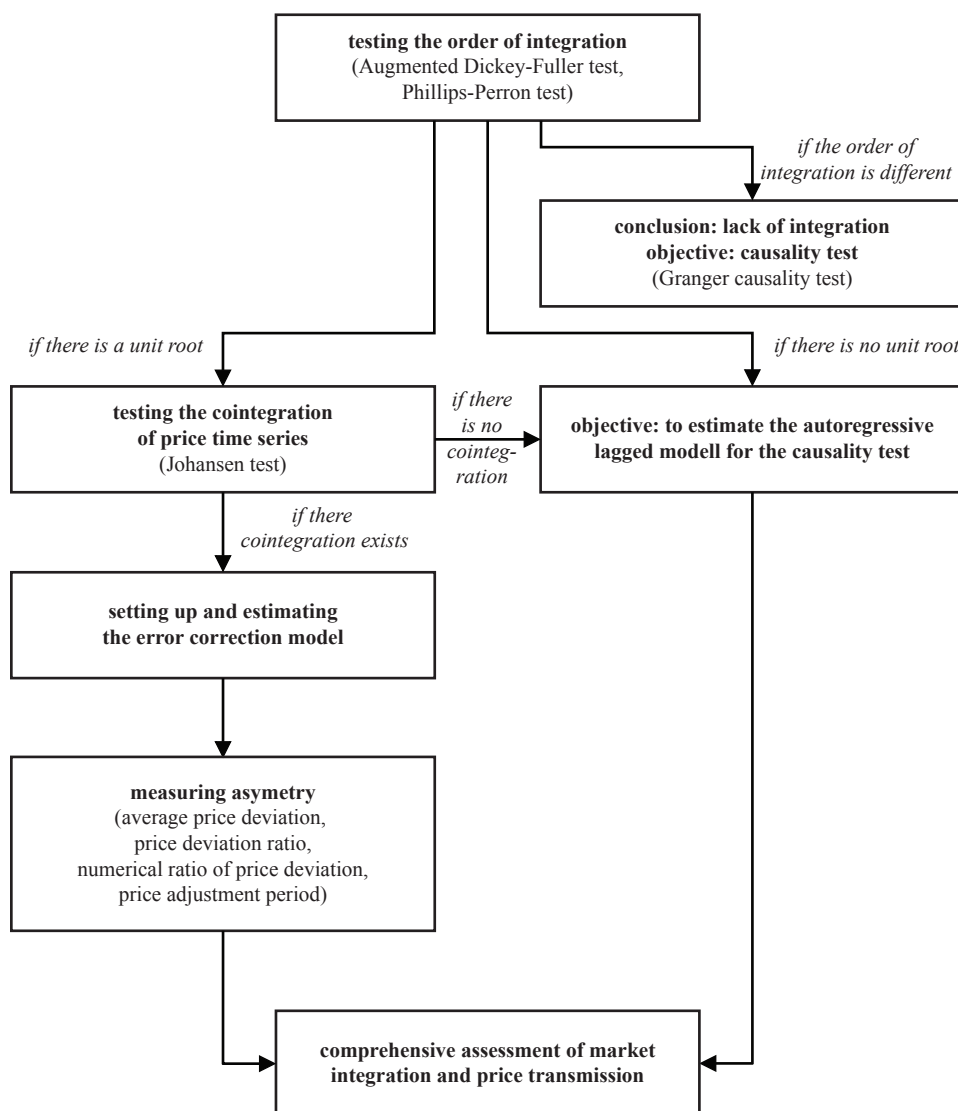 testing the order of integration
(Augmented Dickey-Fuller test,
Phillips-Perron test)
if the order of
integration is different
conclusion: lack of integration
objective: causality test
(Granger causality test)
if there is a unit root
if there is no unit root
testing the cointegration
of price time series
(Johansen test)
if there
is no
cointeg-
ration
objective: to estimate the autoregressive
lagged modell for the causality test
if there
cointegration exists
setting up and estimating
the error correction model
measuring asymetry
(average price deviation,
price deviation ratio,
numerical ratio of price deviation,
price adjustment period)
comprehensive assessment of market
integration and price transmission